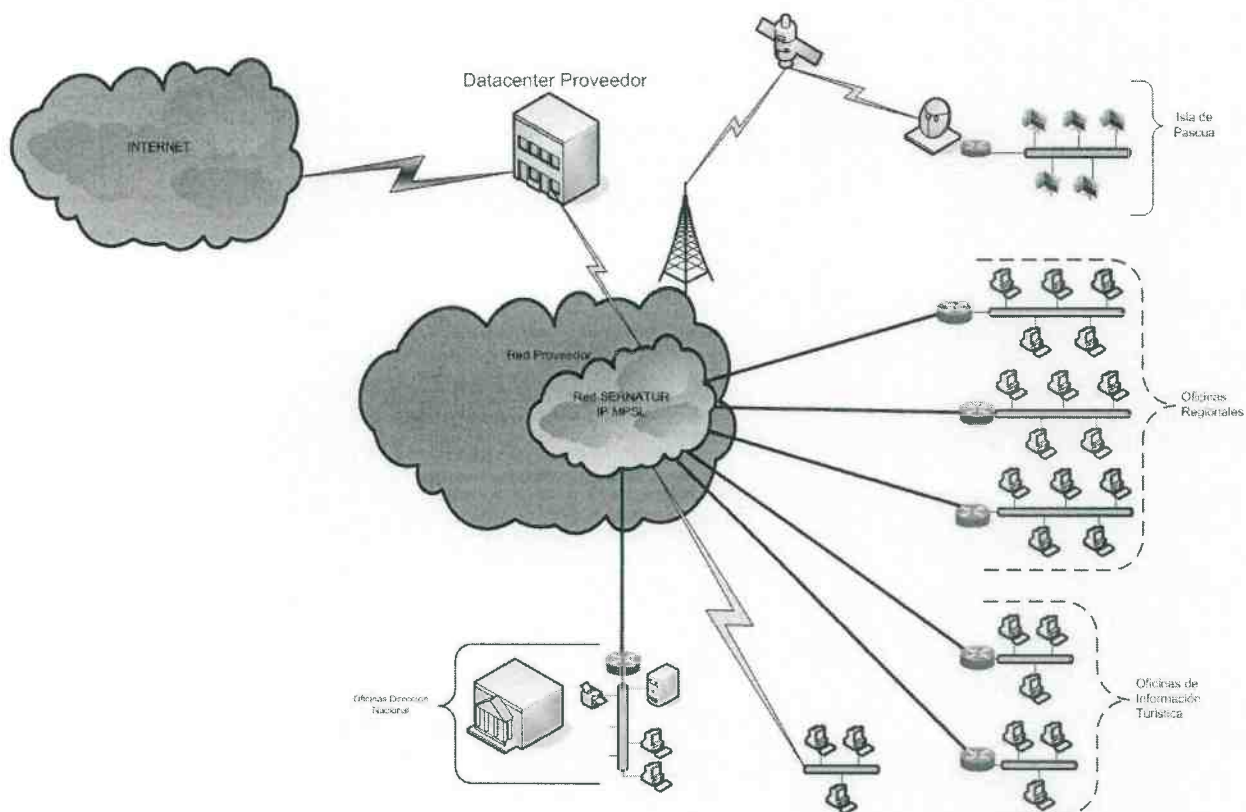 Datacenter Proveedor
INTERNET
Isla de
Pascua
Red Proveedor
Red SERNATUR
IP MPSL
Oficinas
Regionales
Oficinas Direccion
Nacional
Oficinas de
Información
Turística